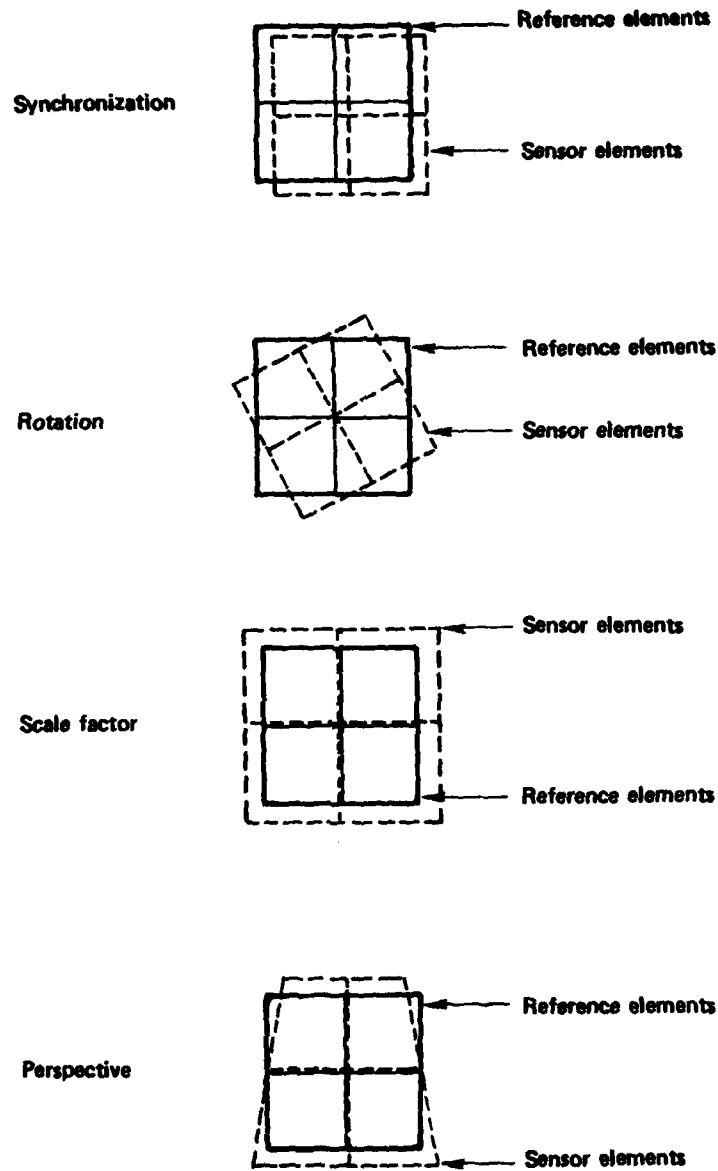 Reference elements
Synchronization
Sensor elements
Reference elements
Rotation
Sensor elements
Sensor elements
Scale factor
Reference elements
Reference elements
Perspective
Sensor elements